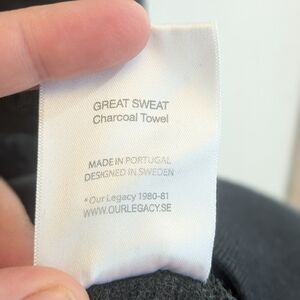 GREAT SWEAT
Charcoal Towel
MADE IN PORTUGAL
DESIGNED IN SWEDEN
*Our Legacy 1980-81
WWW.OURLEGACY.SE